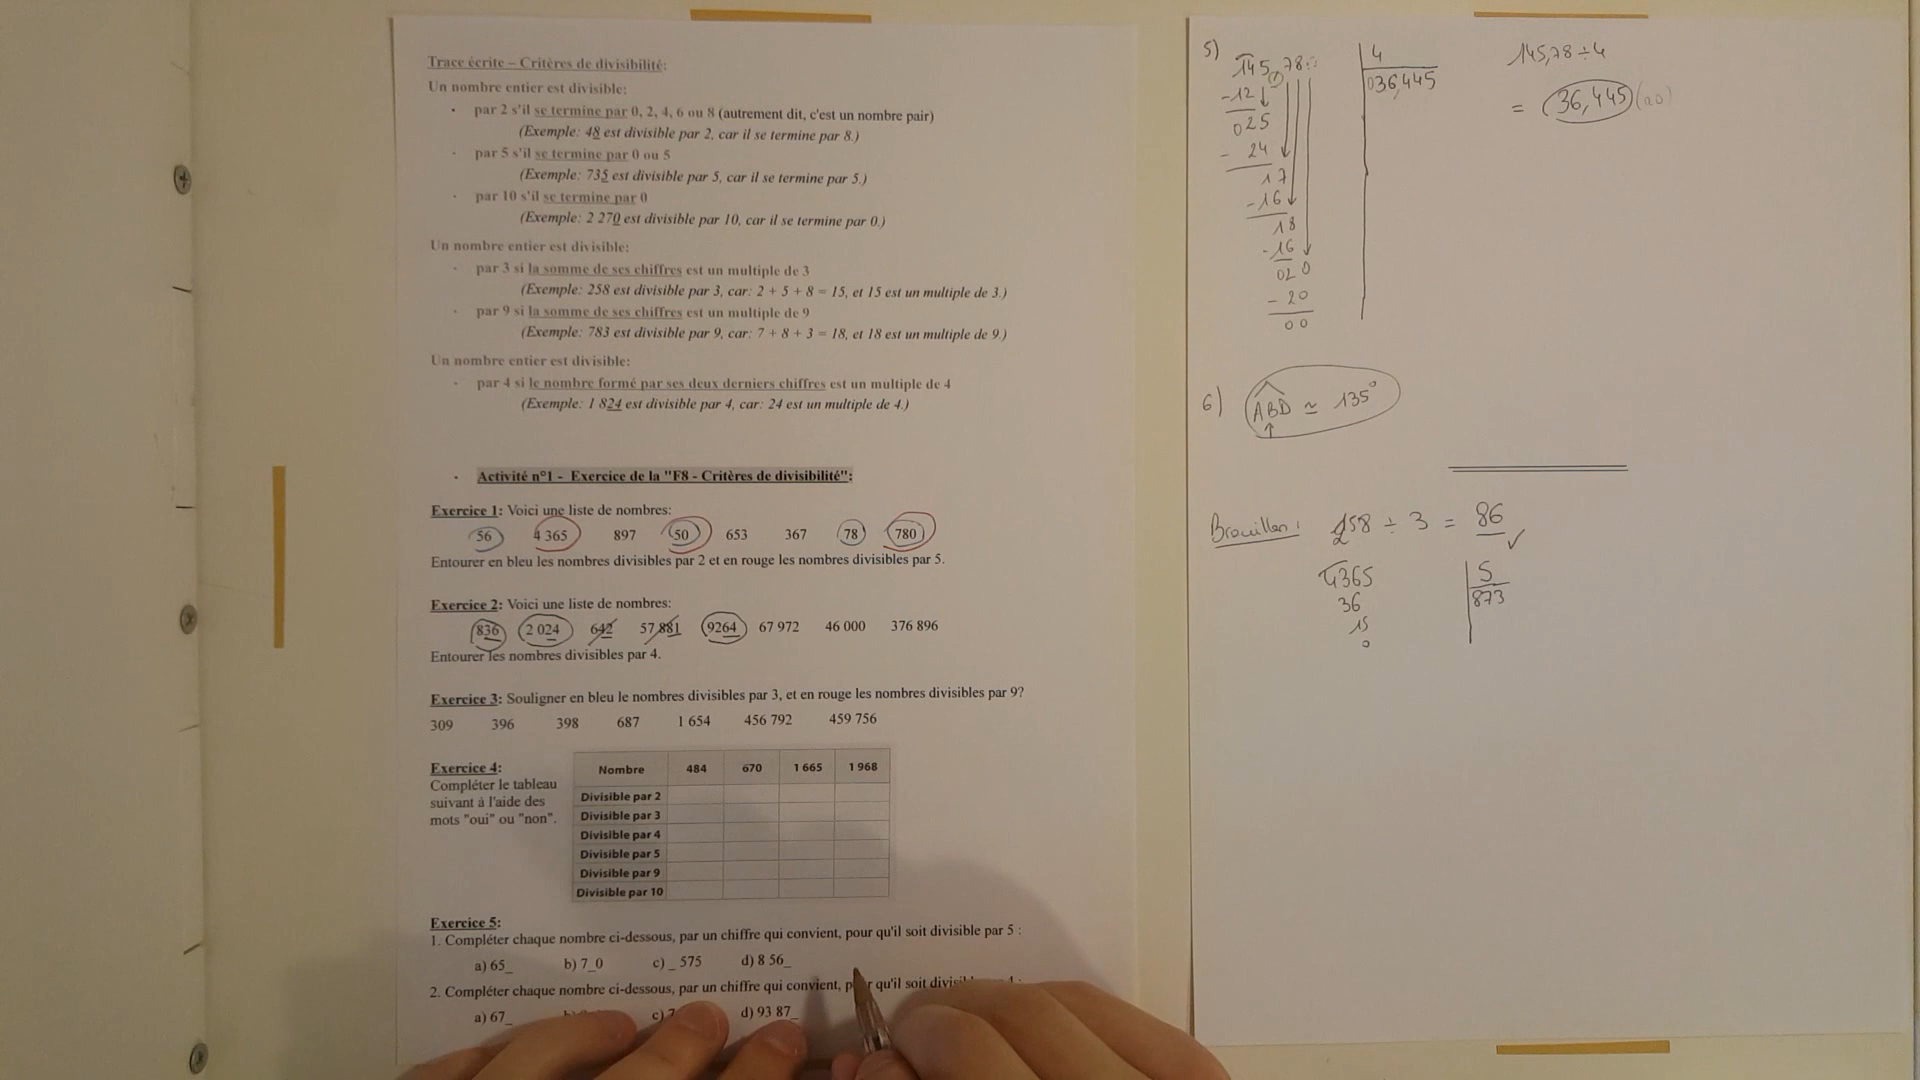 Trace écrite – Critères de divisibilité:
Un nombre entier est divisible:
- par 2 s'il se termine par 0, 2, 4, 6 ou 8 (autrement dit, c'est un nombre pair)
(Exemple: 48 est divisible par 2, car il se termine par 8.)
- par 5 s'il se termine par 0 ou 5
(Exemple: 735 est divisible par 5, car il se termine par 5.)
- par 10 s'il se termine par 0
(Exemple: 2 270 est divisible par 10, car il se termine par 0.)
Un nombre entier est divisible:
- par 3 si la somme de ses chiffres est un multiple de 3
(Exemple: 258 est divisible par 3, car: 2 + 5 + 8 = 15, et 15 est un multiple de 3.)
- par 9 si la somme de ses chiffres est un multiple de 9
(Exemple: 783 est divisible par 9, car: 7 + 8 + 3 = 18, et 18 est un multiple de 9.)
Un nombre entier est divisible:
- par 4 si le nombre formé par ses deux derniers chiffres est un multiple de 4
(Exemple: 1 824 est divisible par 4, car: 24 est un multiple de 4.)
- Activité n°1 - Exercice de la "F8 - Critères de divisibilité":
Exercice 1: Voici une liste de nombres:
56 4 365 897 50 653 367 78 780
Entourer en bleu les nombres divisibles par 2 et en rouge les nombres divisibles par 5.
Exercice 2: Voici une liste de nombres:
836 2 024 642 57 881 9264 67 972 46 000 376 896
Entourer les nombres divisibles par 4.
Exercice 3: Souligner en bleu le nombres divisibles par 3, et en rouge les nombres divisibles par 9?
309 396 398 687 1 654 456 792 459 756
Exercice 4:
Compléter le tableau
suivant à l'aide des
mots "oui" ou "non".
Nombre 484 670 1 665 1 968
Divisible par 2
Divisible par 3
Divisible par 4
Divisible par 5
Divisible par 9
Divisible par 10
Exercice 5:
1. Compléter chaque nombre ci-dessous, par un chiffre qui convient, pour qu'il soit divisible par 5 :
a) 65_ b) 7_0 c) _ 575 d) 8 56_
2. Compléter chaque nombre ci-dessous, par un chiffre qui convient, qu'il soit
a) 67_ c) 7 d) 93 87_
5) 145,78 4
-12 036,445
025
- 24
17
-16
18
-16
020
- 20
00
145,78 ÷ 4
= 36,445
6) ABD ≃ 135°
Brouillon: 258 ÷ 3 = 86 ✓
4365 5
36 873
15
0